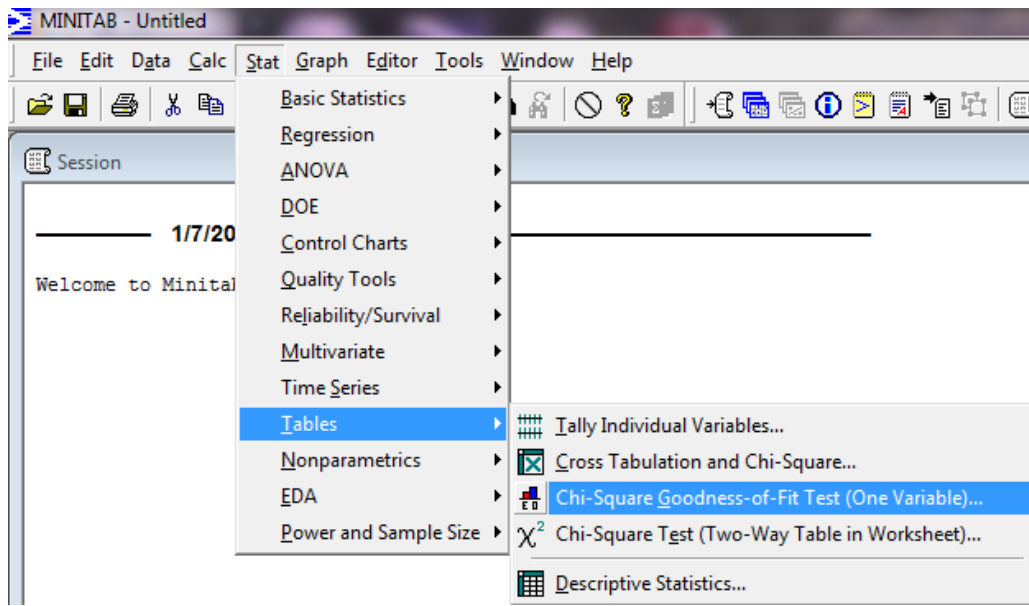 MINITAB - Untitled
File Edit Data Calc Stat Graph Editor Tools Window Help
Session
1/7/20
Welcome to Minita
Basic Statistics
Regression
ANOVA
DOE
Control Charts
Quality Tools
Reliability/Survival
Multivariate
Time Series
Tables
Nonparametrics
EDA
Power and Sample Size
Tally Individual Variables...
Cross Tabulation and Chi-Square...
Chi-Square Goodness-of-Fit Test (One Variable)...
χ² Chi-Square Test (Two-Way Table in Worksheet)...
Descriptive Statistics...